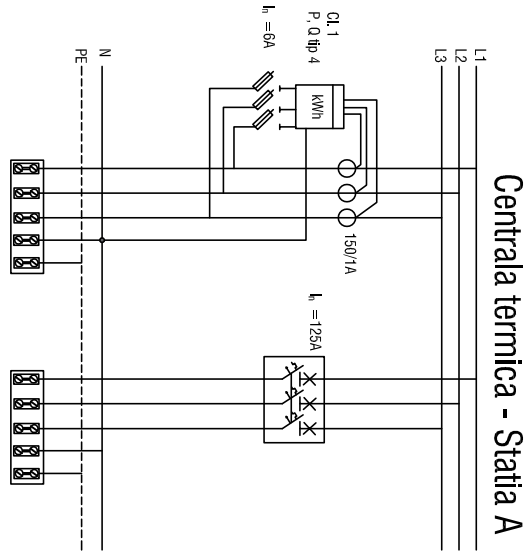 Centrala termica - Statia A
L1
L2
L3
Cl. 1
P, Q tip 4
kWh
150/1A
In = 6A
In = 125A
N
PE